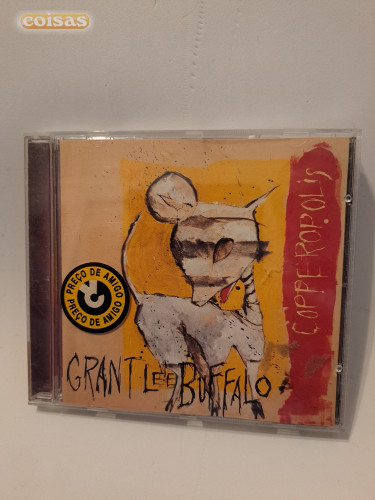 coisas
COPPEROPOLIS
PREÇO DE AMIGO
PREÇO DE AMIGO
GRANT LEE BUFFALO